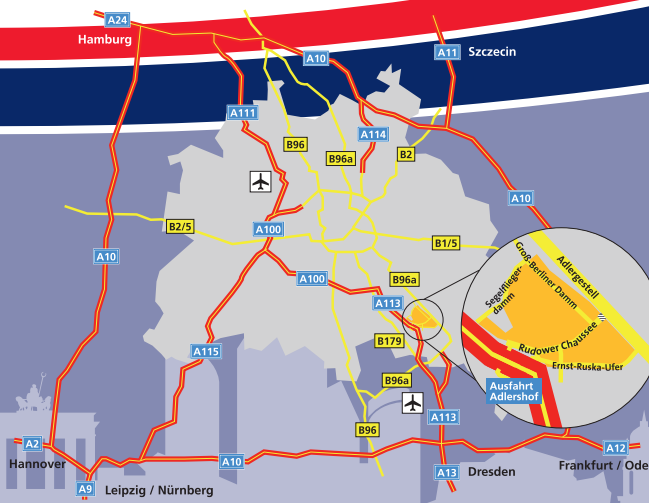 A24
Hamburg
A10
A11
Szczecin
A111
A114
B96
B96a
B2
A10
B2/5
A100
B1/5
A10
A100
B96a
A113
Adlergestell
Groß-Berliner Damm
Segelflieger-
damm
Rudower Chaussee
Ernst-Ruska-Ufer
Ausfahrt
Adlershof
B179
A115
B96a
A113
B96
A2
Hannover
A10
A12
Frankfurt / Ode
A13
Dresden
A9
Leipzig / Nürnberg